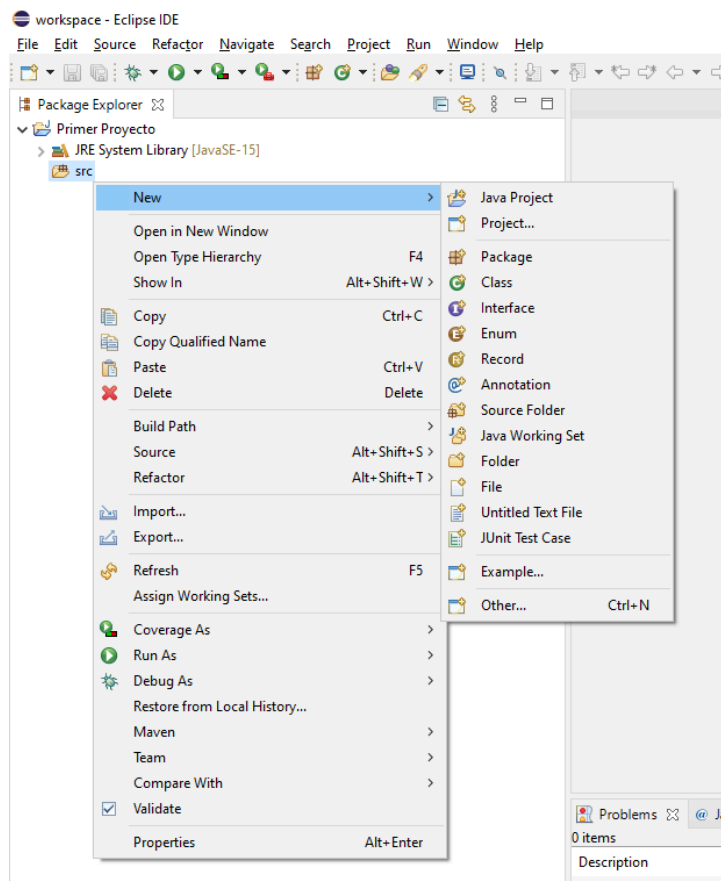 workspace - Eclipse IDE
File Edit Source Refactor Navigate Search Project Run Window Help
Package Explorer
Primer Proyecto
JRE System Library [JavaSE-15]
src
New
Open in New Window
Open Type Hierarchy F4
Show In Alt+Shift+W
Copy Ctrl+C
Copy Qualified Name
Paste Ctrl+V
Delete Delete
Build Path
Source Alt+Shift+S
Refactor Alt+Shift+T
Import...
Export...
Refresh F5
Assign Working Sets...
Coverage As
Run As
Debug As
Restore from Local History...
Maven
Team
Compare With
Validate
Properties Alt+Enter
Java Project
Project...
Package
Class
Interface
Enum
Record
Annotation
Source Folder
Java Working Set
Folder
File
Untitled Text File
JUnit Test Case
Example...
Other... Ctrl+N
Problems @ J
0 items
Description